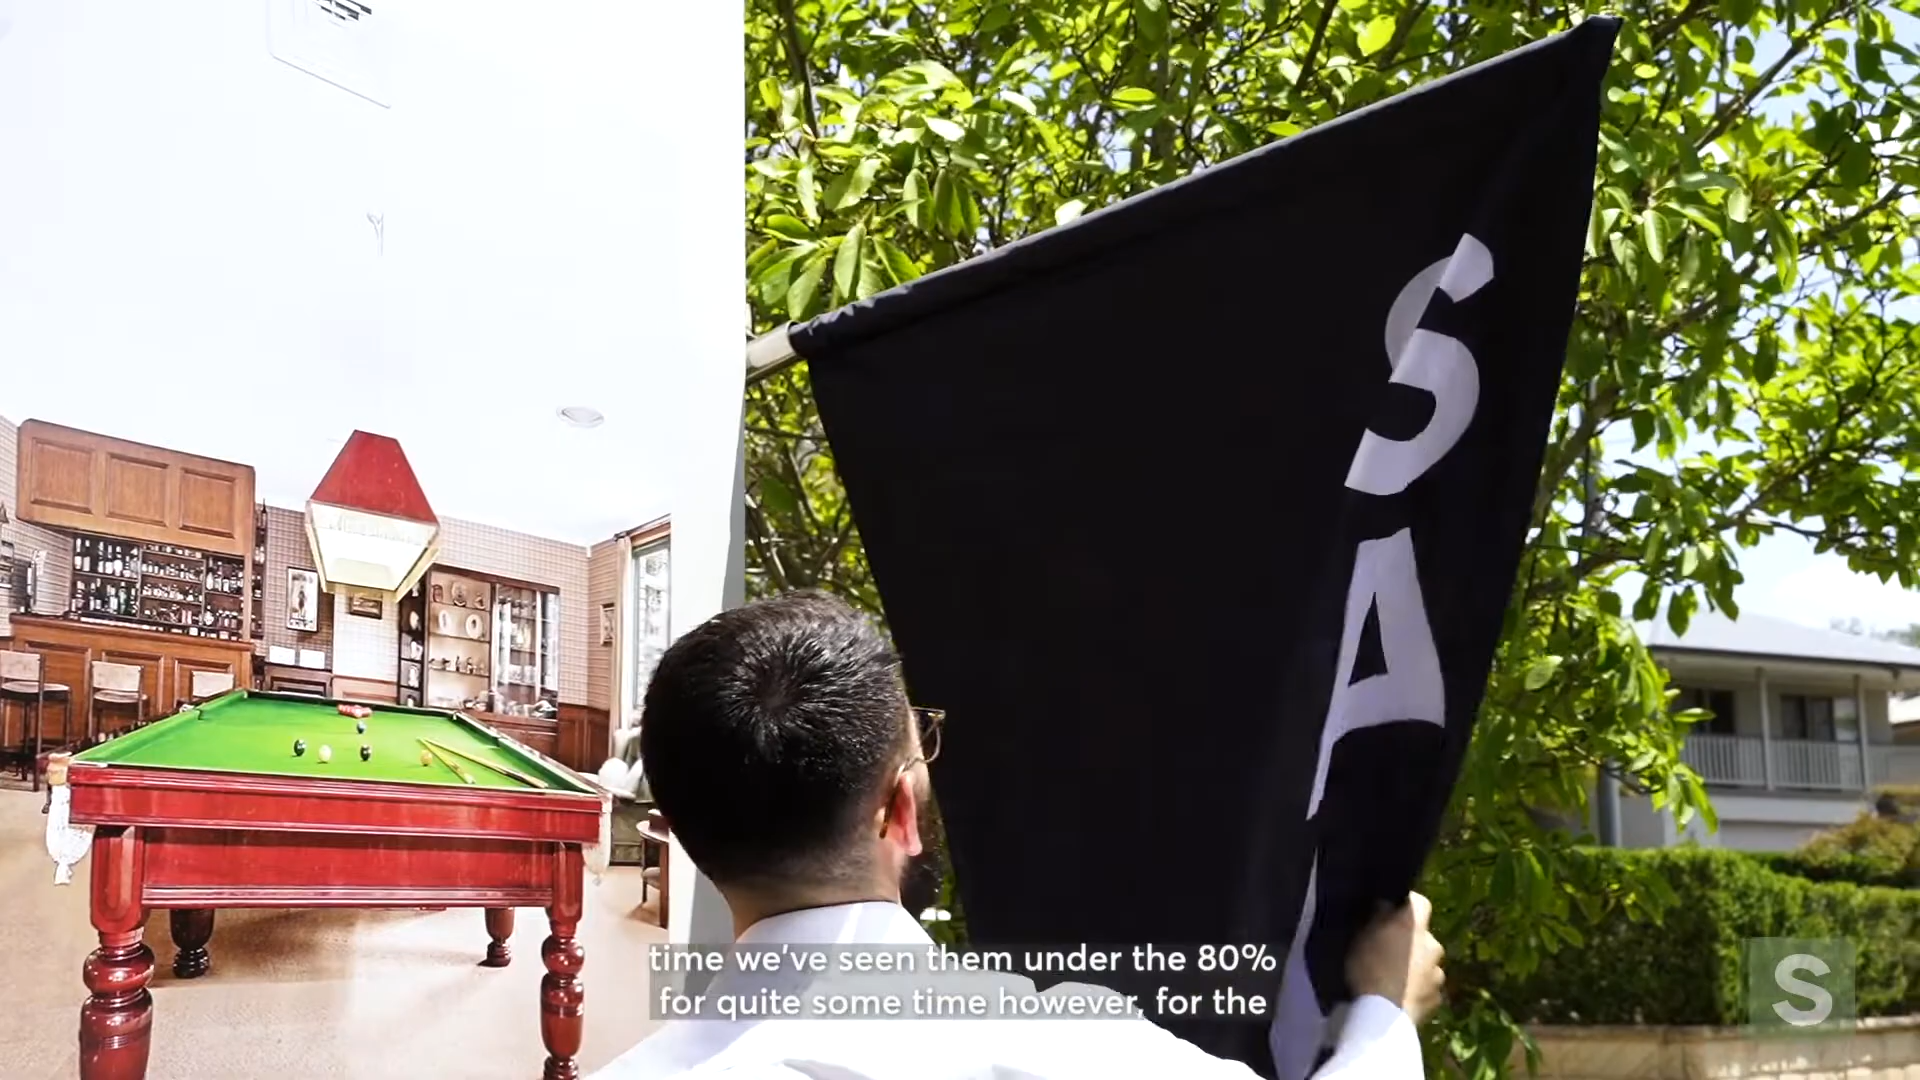 SA
time we've seen them under the 80%
for quite some time however, for the
S